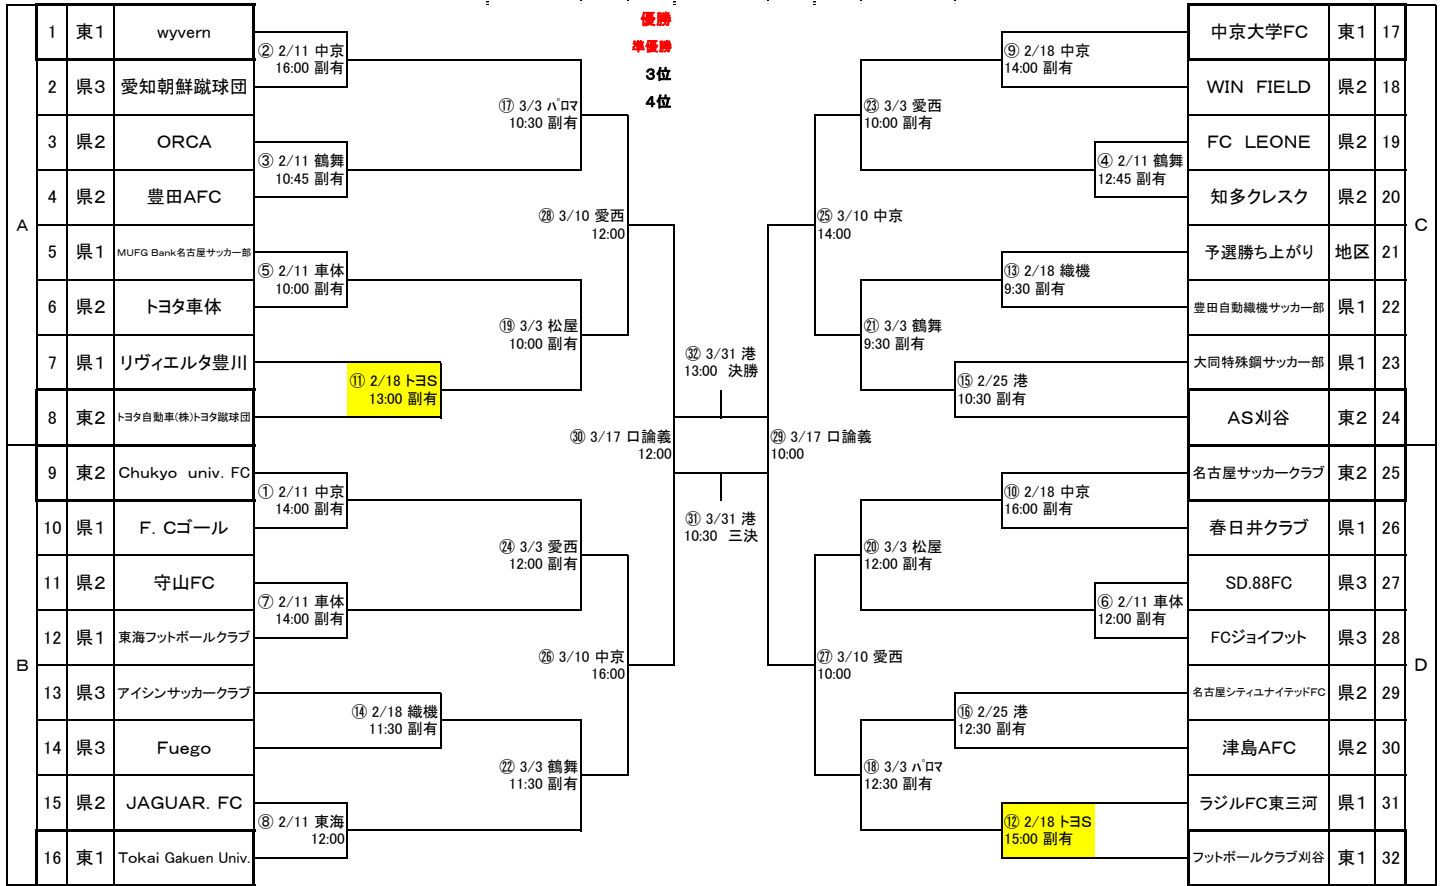 優勝
準優勝
3位
4位
A
1 東1 wyvern
2 県3 愛知朝鮮蹴球団
3 県2 ORCA
4 県2 豊田AFC
5 県1 MUFG Bank名古屋サッカー部
6 県2 トヨタ車体
7 県1 リヴィエルタ豊川
8 東2 トヨタ自動車(株)トヨタ蹴球団
B
9 東2 Chukyo univ. FC
10 県1 F. Cゴール
11 県2 守山FC
12 県1 東海フットボールクラブ
13 県3 アイシンサッカークラブ
14 県3 Fuego
15 県2 JAGUAR. FC
16 東1 Tokai Gakuen Univ.
② 2/11 中京
16:00 副有
③ 2/11 鶴舞
10:45 副有
⑤ 2/11 車体
10:00 副有
⑪ 2/18 トヨS
13:00 副有
① 2/11 中京
14:00 副有
⑦ 2/11 車体
14:00 副有
⑭ 2/18 織機
11:30 副有
⑧ 2/11 東海
12:00
⑰ 3/3 パロマ
10:30 副有
⑲ 3/3 松屋
10:00 副有
㉔ 3/3 愛西
12:00 副有
㉒ 3/3 鶴舞
11:30 副有
㉘ 3/10 愛西
12:00
㉖ 3/10 中京
16:00
㉚ 3/17 口論義
12:00
㉜ 3/31 港
13:00 決勝
㉛ 3/31 港
10:30 三決
㉙ 3/17 口論義
10:00
㉕ 3/10 中京
14:00
㉗ 3/10 愛西
10:00
㉓ 3/3 愛西
10:00 副有
㉑ 3/3 鶴舞
9:30 副有
⑳ 3/3 松屋
12:00 副有
⑱ 3/3 パロマ
12:30 副有
⑨ 2/18 中京
14:00 副有
④ 2/11 鶴舞
12:45 副有
⑬ 2/18 織機
9:30 副有
⑮ 2/25 港
10:30 副有
⑩ 2/18 中京
16:00 副有
⑥ 2/11 車体
12:00 副有
⑯ 2/25 港
12:30 副有
⑫ 2/18 トヨS
15:00 副有
中京大学FC 東1 17
WIN FIELD 県2 18
FC LEONE 県2 19
知多クレスク 県2 20
予選勝ち上がり 地区 21
豊田自動織機サッカー部 県1 22
大同特殊鋼サッカー部 県1 23
AS刈谷 東2 24
C
名古屋サッカークラブ 東2 25
春日井クラブ 県1 26
SD.88FC 県3 27
FCジョイフット 県3 28
名古屋シティユナイテッドFC 県2 29
津島AFC 県2 30
ラジルFC東三河 県1 31
フットボールクラブ刈谷 東1 32
D